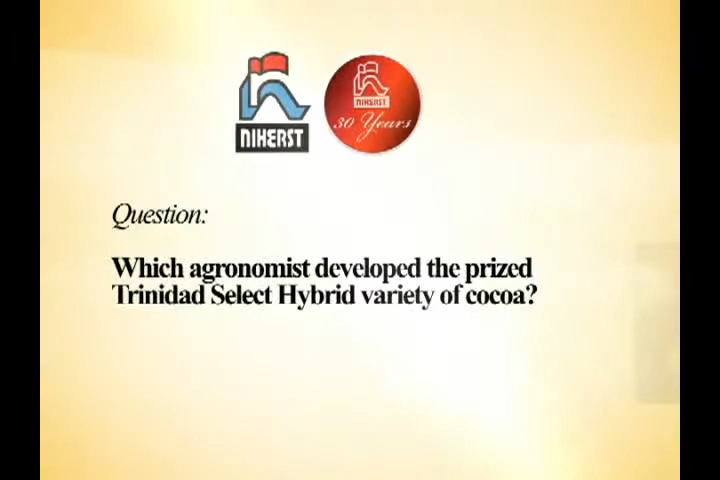 NIHERST
NIHERST
30 Years
Question:
Which agronomist developed the prized
Trinidad Select Hybrid variety of cocoa?